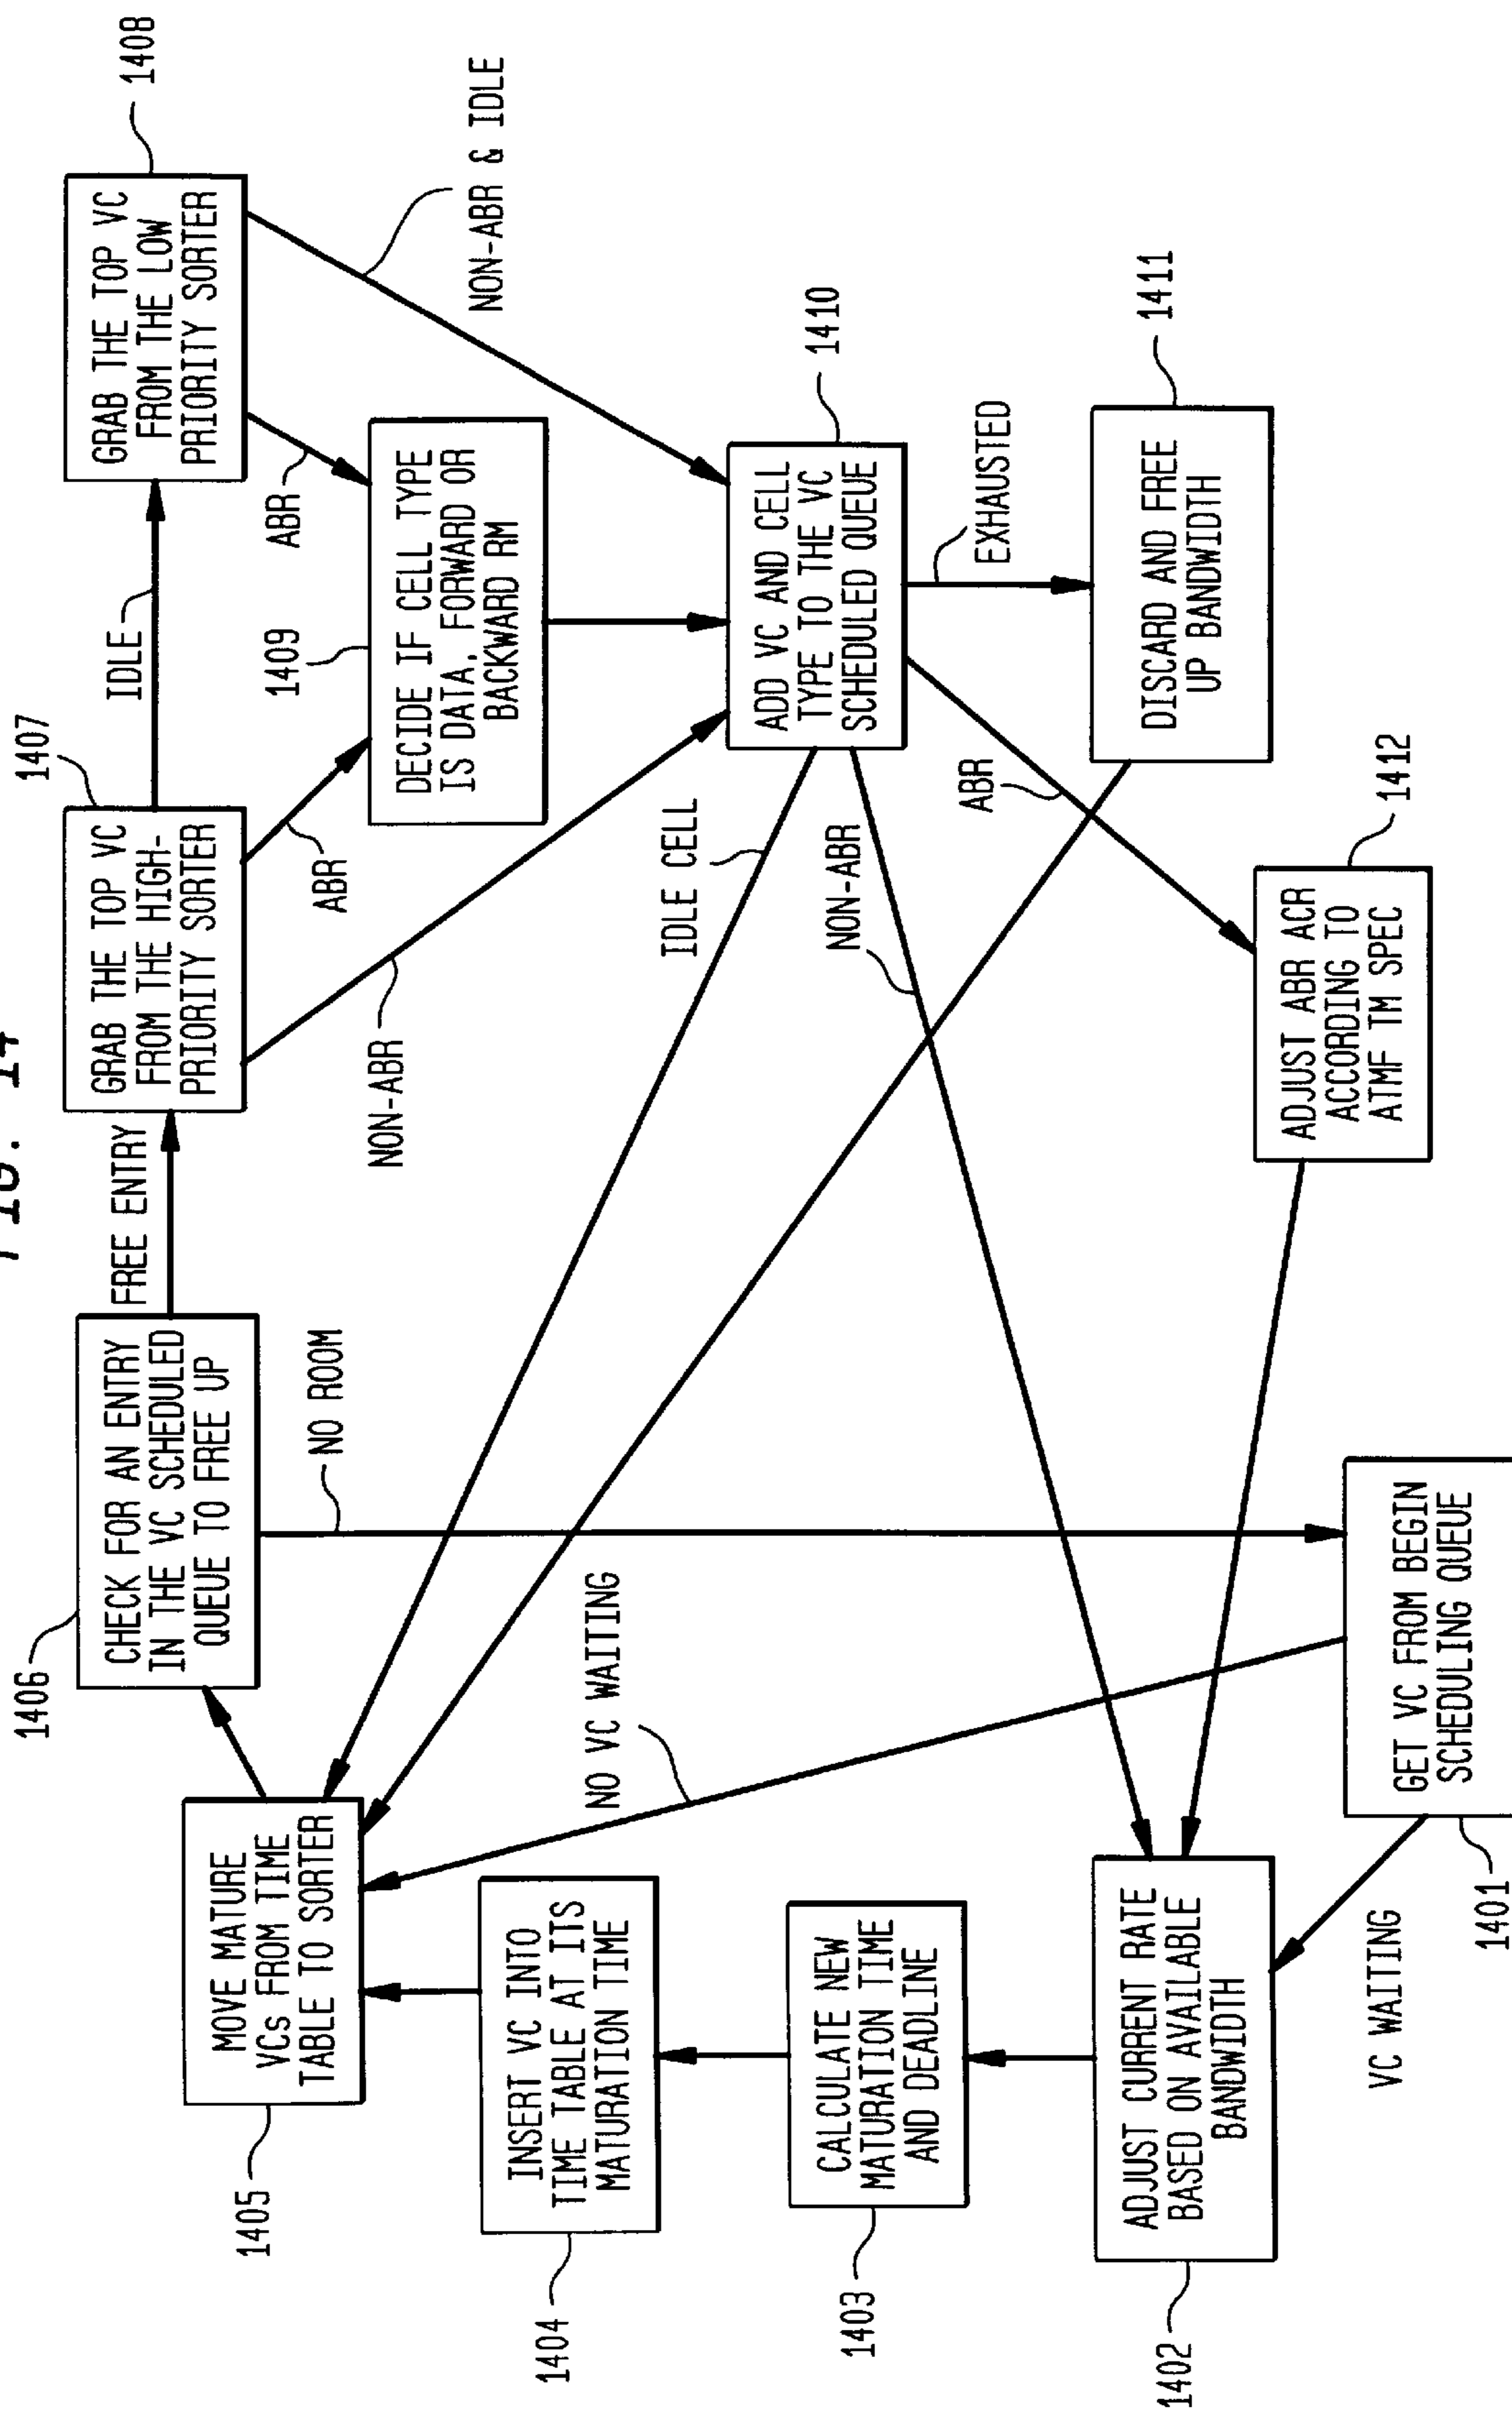 FIG. 14
1406
CHECK FOR AN ENTRY
IN THE VC SCHEDULED
QUEUE TO FREE UP
FREE ENTRY
1407
GRAB THE TOP VC
FROM THE HIGH-
PRIORITY SORTER
IDLE
GRAB THE TOP VC
FROM THE LOW
PRIORITY SORTER
1408
1405
MOVE MATURE
VCs FROM TIME
TABLE TO SORTER
NO ROOM
NON-ABR
ABR
1409
ABR
DECIDE IF CELL TYPE
IS DATA, FORWARD OR
BACKWARD RM
NON-ABR & IDLE
1404
INSERT VC INTO
TIME TABLE AT ITS
MATURATION TIME
NO VC WAITING
IDLE CELL
NON-ABR
ADD VC AND CELL
TYPE TO THE VC
SCHEDULED QUEUE
1410
1403
CALCULATE NEW
MATURATION TIME
AND DEADLINE
ABR
EXHAUSTED
1402
ADJUST CURRENT RATE
BASED ON AVAILABLE
BANDWIDTH
DISCARD AND FREE
UP BANDWIDTH
1411
ADJUST ABR ACR
ACCORDING TO
ATMF TM SPEC
1412
VC WAITING
1401
GET VC FROM BEGIN
SCHEDULING QUEUE